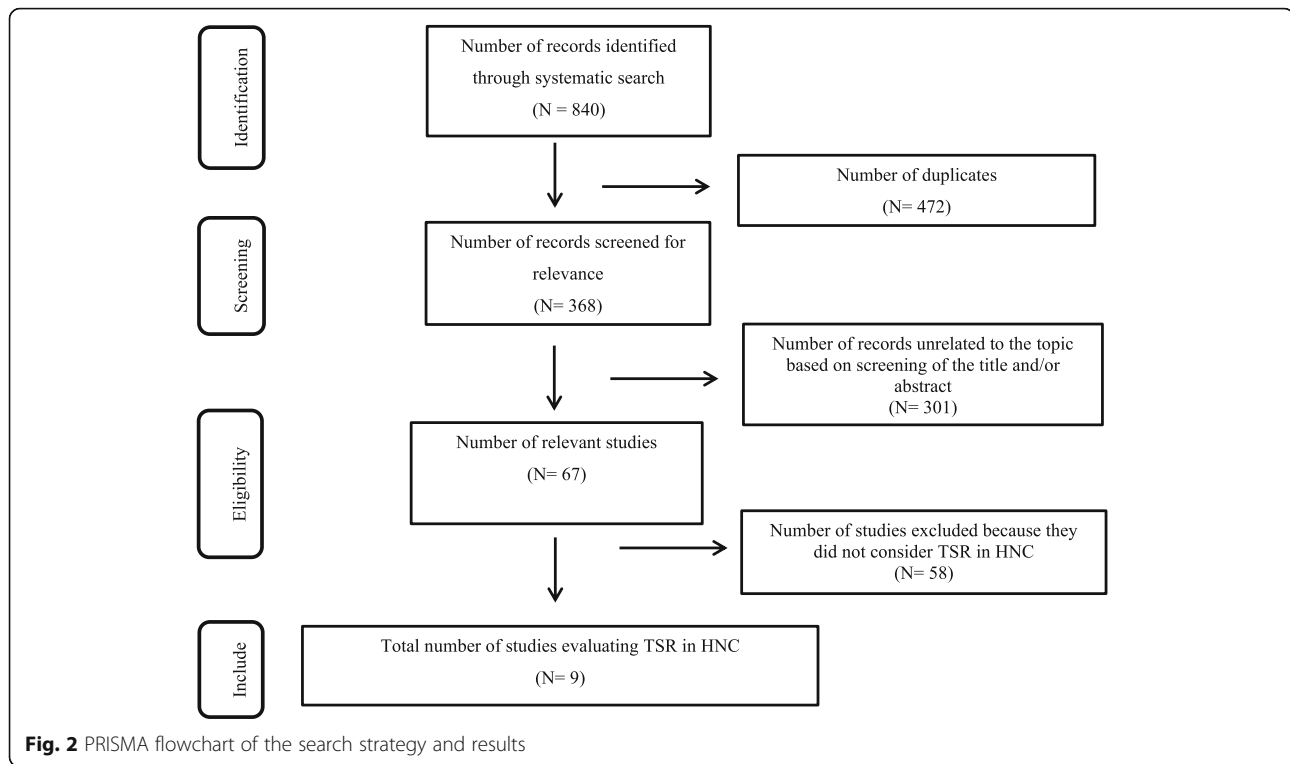 Identification
Number of records identified
through systematic search
(N = 840)
Number of duplicates
(N= 472)
Screening
Number of records screened for
relevance
(N= 368)
Number of records unrelated to the topic
based on screening of the title and/or
abstract
(N= 301)
Eligibility
Number of relevant studies
(N= 67)
Number of studies excluded because they
did not consider TSR in HNC
(N= 58)
Include
Total number of studies evaluating TSR in HNC
(N= 9)
Fig. 2 PRISMA flowchart of the search strategy and results